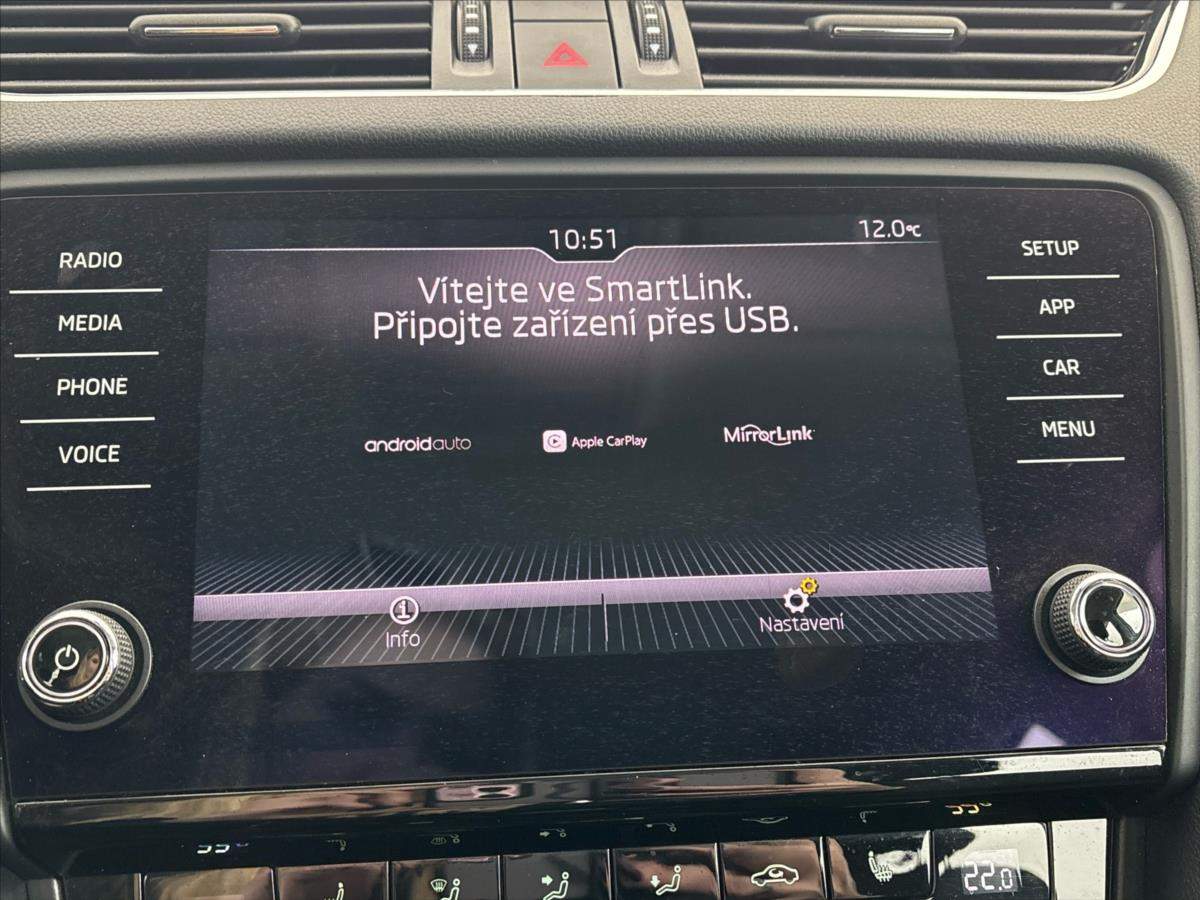 10:51
12.0°C
RADIO
MEDIA
PHONE
VOICE
Vítejte ve SmartLink.
Připojte zařízení přes USB.
androidauto
Apple CarPlay
MirrorLink
Info
Nastavení
SETUP
APP
CAR
MENU
22.0